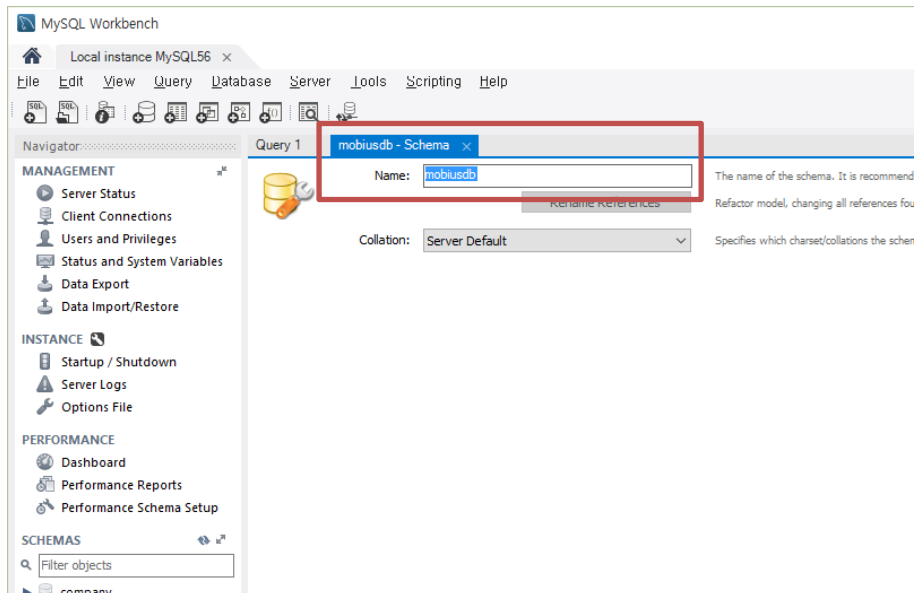 MySQL Workbench
Local instance MySQL56 ×
File Edit View Query Database Server Tools Scripting Help
Navigator
Query 1
mobiusdb - Schema ×
MANAGEMENT
Server Status
Client Connections
Users and Privileges
Status and System Variables
Data Export
Data Import/Restore
INSTANCE
Startup / Shutdown
Server Logs
Options File
PERFORMANCE
Dashboard
Performance Reports
Performance Schema Setup
SCHEMAS
Filter objects
company
Name: mobiusdb
The name of the schema. It is recommend
Rename References
Refactor model, changing all references fou
Collation: Server Default
Specifies which charset/collations the schem